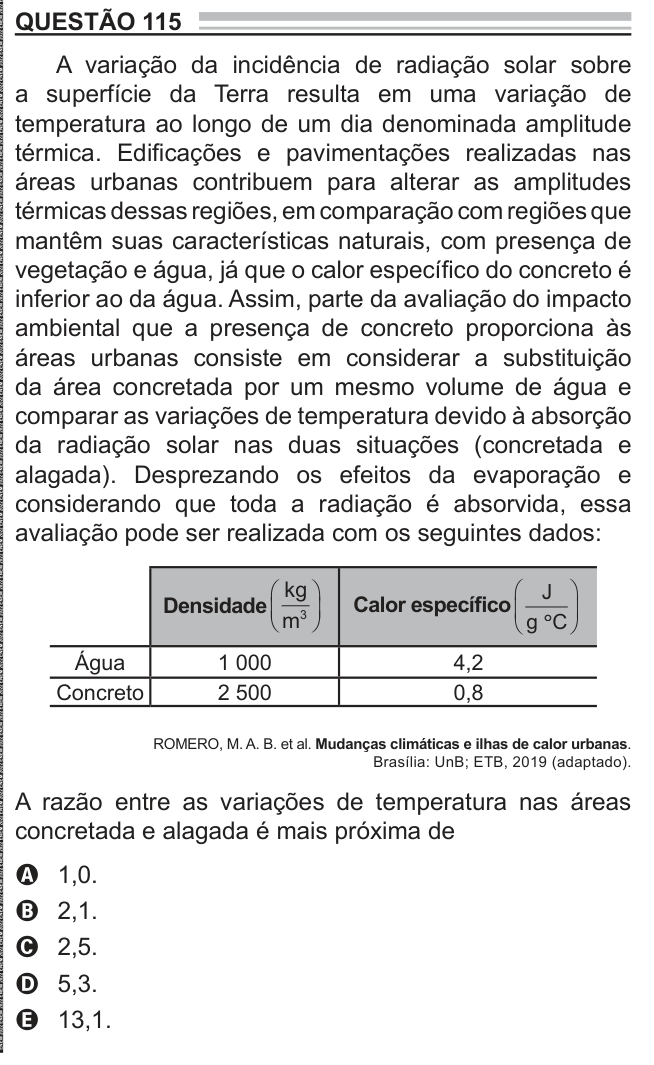 QUESTÃO 115
A variação da incidência de radiação solar sobre
a superfície da Terra resulta em uma variação de
temperatura ao longo de um dia denominada amplitude
térmica. Edificações e pavimentações realizadas nas
áreas urbanas contribuem para alterar as amplitudes
térmicas dessas regiões, em comparação com regiões que
mantêm suas características naturais, com presença de
vegetação e água, já que o calor específico do concreto é
inferior ao da água. Assim, parte da avaliação do impacto
ambiental que a presença de concreto proporciona às
áreas urbanas consiste em considerar a substituição
da área concretada por um mesmo volume de água e
comparar as variações de temperatura devido à absorção
da radiação solar nas duas situações (concretada e
alagada). Desprezando os efeitos da evaporação e
considerando que toda a radiação é absorvida, essa
avaliação pode ser realizada com os seguintes dados:
Densidade (kg/m³) Calor específico (J/g °C)
Água 1 000 4,2
Concreto 2 500 0,8
ROMERO, M. A. B. et al. Mudanças climáticas e ilhas de calor urbanas.
Brasília: UnB; ETB, 2019 (adaptado).
A razão entre as variações de temperatura nas áreas
concretada e alagada é mais próxima de
A 1,0.
B 2,1.
C 2,5.
D 5,3.
E 13,1.